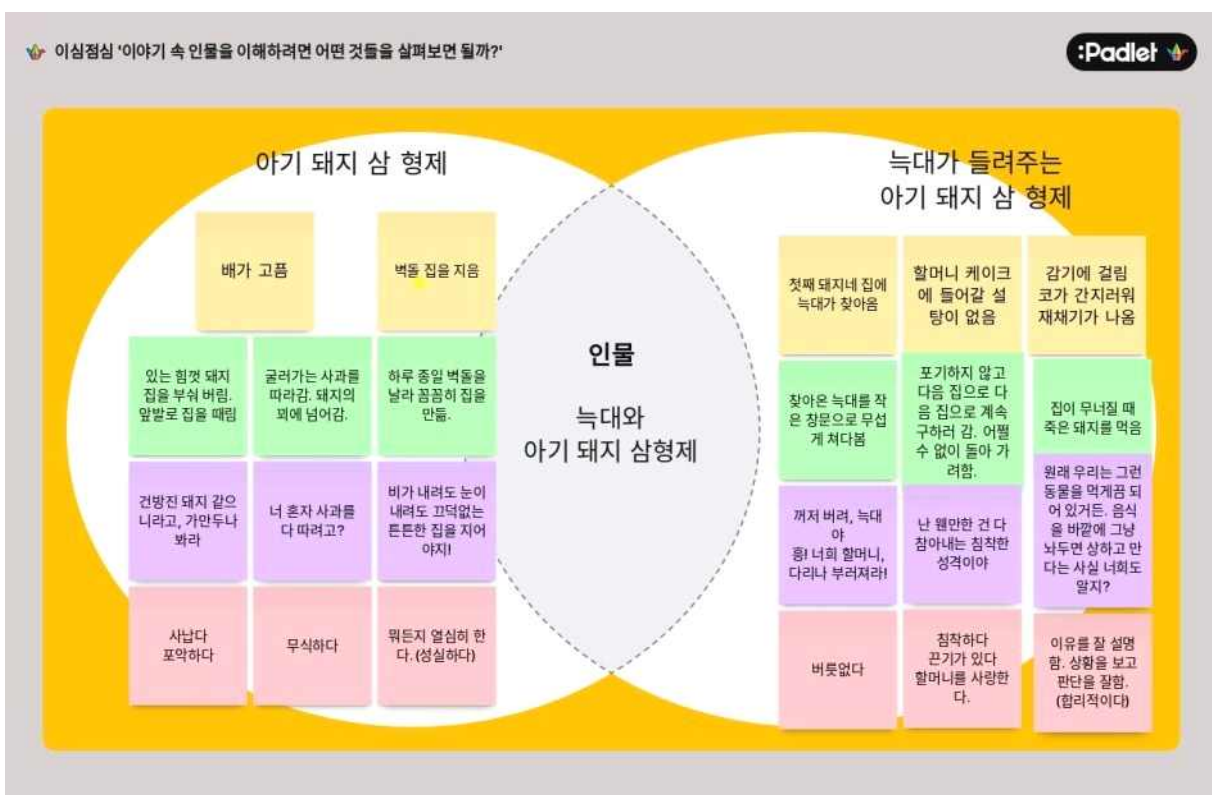 이심점심 '이야기 속 인물을 이해하려면 어떤 것들을 살펴보면 될까?'
:Padlet
아기 돼지 삼 형제
배가 고픔
벽돌 집을 지음
있는 힘껏 돼지
집을 부숴 버림.
앞발로 집을 때림
굴러가는 사과를
따라감. 돼지의
꾀에 넘어감.
하루 종일 벽돌을
날라 꼼꼼히 집을
만듦.
건방진 돼지 같으
니라고, 가만두나
봐라
너 혼자 사과를
다 따려고?
비가 내려도 눈이
내려도 끄덕없는
튼튼한 집을 지어
야지!
사납다
포악하다
무식하다
뭐든지 열심히 한
다.(성실하다)
인물
늑대와
아기 돼지 삼형제
늑대가 들려주는
아기 돼지 삼 형제
첫째 돼지네 집에
늑대가 찾아옴
할머니 케이크
에 들어갈 설
탕이 없음
감기에 걸림
코가 간지러워
재채기가 나옴
찾아온 늑대를 작
은 창문으로 무섭
게 쳐다봄
포기하지 않고
다음 집으로 다
음 집으로 계속
구하러 감. 어쩔
수 없이 돌아 가
려함.
집이 무너질 때
죽은 돼지를 먹음
꺼저 버려, 늑대
야
흥! 너희 할머니,
다리나 부러져라!
난 웬만한 건 다
참아내는 침착한
성격이야
원래 우리는 그런
동물을 먹게끔 되
어 있거든. 음식
을 바깥에 그냥
놔두면 상하고 만
다는 사실 너희도
알지?
버릇없다
침착하다
끈기가 있다
할머니를 사랑한
다.
이유를 잘 설명
함. 상황을 보고
판단을 잘함.
(합리적이다)